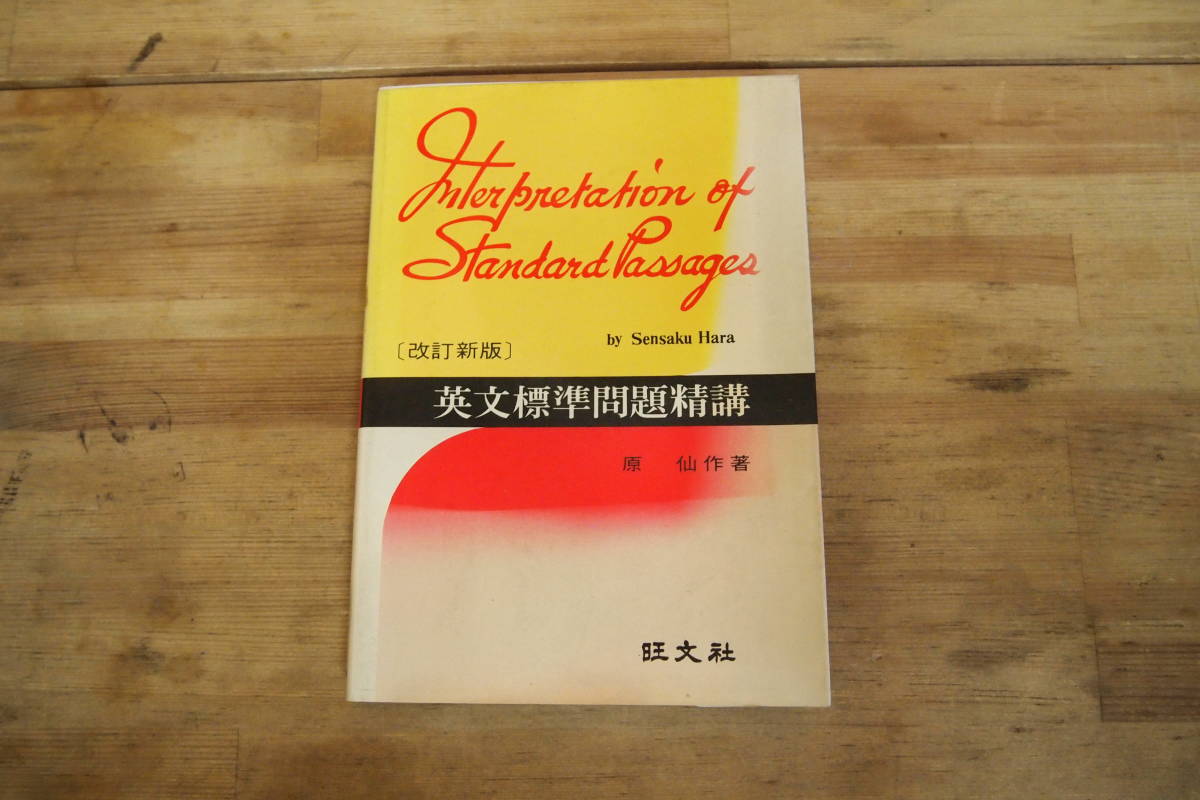 Interpretation of
Standard Passages
by Sensaku Hara
〔改訂新版〕
英文標準問題精講
原 仙作著
旺文社